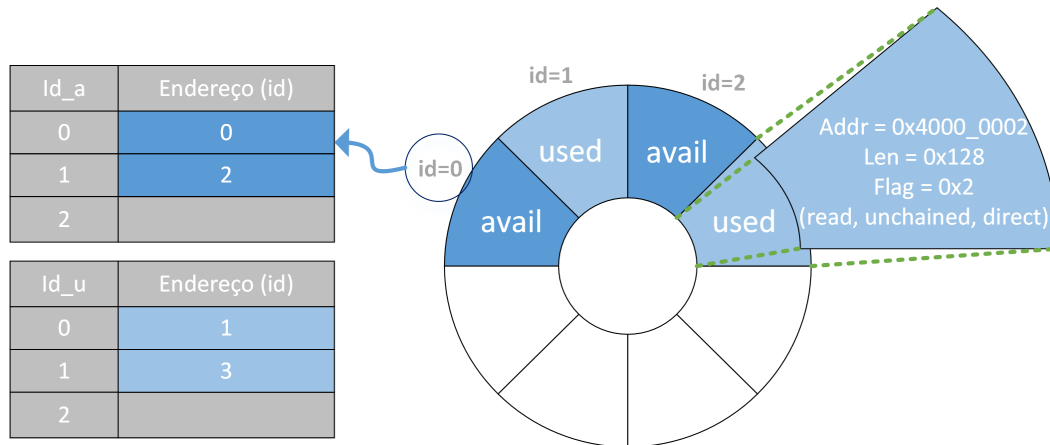 Id_a Endereço (id)
0 0
1 2
2
Id_u Endereço (id)
0 1
1 3
2
id=0
id=1
id=2
avail
used
avail
used
Addr = 0x4000_0002
Len = 0x128
Flag = 0x2
(read, unchained, direct)